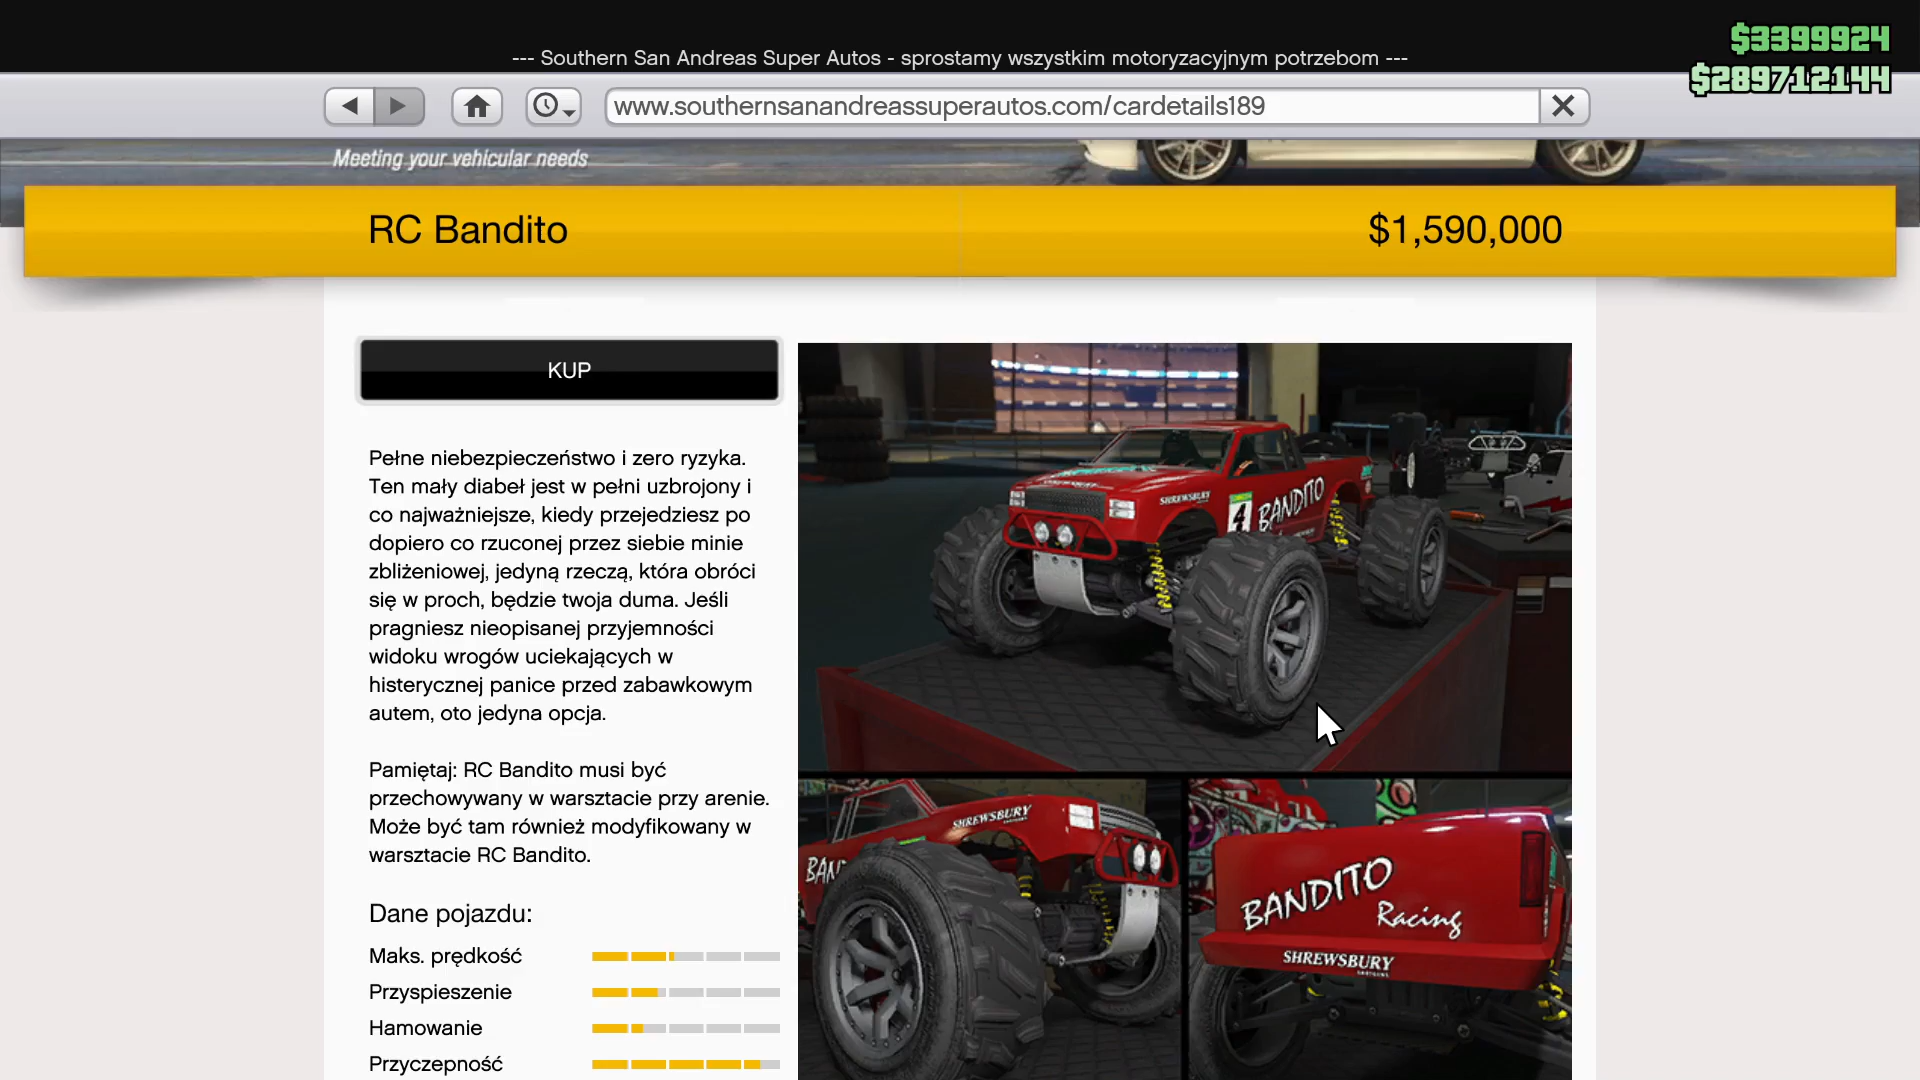 --- Southern San Andreas Super Autos - sprostamy wszystkim motoryzacyjnym potrzebom ---
$3399924
$289712144
www.southernsanandreassuperautos.com/cardetails189
Meeting your vehicular needs
RC Bandito
$1,590,000
KUP
Pełne niebezpieczeństwo i zero ryzyka.
Ten mały diabeł jest w pełni uzbrojony i
co najważniejsze, kiedy przejedziesz po
dopiero co rzuconej przez siebie minie
zbliżeniowej, jedyną rzeczą, która obróci
się w proch, będzie twoja duma. Jeśli
pragniesz nieopisanej przyjemności
widoku wrogów uciekających w
histerycznej panice przed zabawkowym
autem, oto jedyna opcja.
Pamiętaj: RC Bandito musi być
przechowywany w warsztacie przy arenie.
Może być tam również modyfikowany w
warsztacie RC Bandito.
Dane pojazdu:
Maks. prędkość
Przyspieszenie
Hamowanie
Przyczepność
SHREWSBURY
4 BANDITO
SHREWSBURY
BAND
BANDITO
Racing
SHREWSBURY